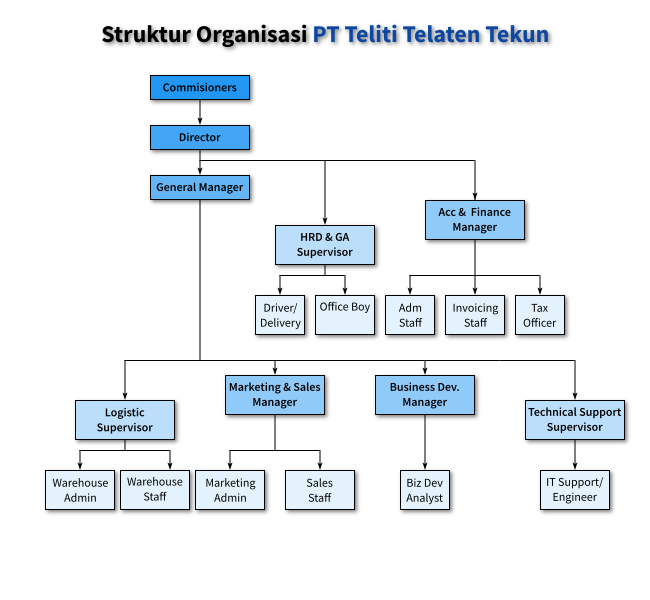 Struktur Organisasi PT Teliti Telaten Tekun
Commisioners
Director
General Manager
Acc & Finance
Manager
HRD & GA
Supervisor
Driver/
Delivery
Office Boy
Adm
Staff
Invoicing
Staff
Tax
Officer
Logistic
Supervisor
Marketing & Sales
Manager
Business Dev.
Manager
Technical Support
Supervisor
Warehouse
Admin
Warehouse
Staff
Marketing
Admin
Sales
Staff
Biz Dev
Analyst
IT Support/
Engineer